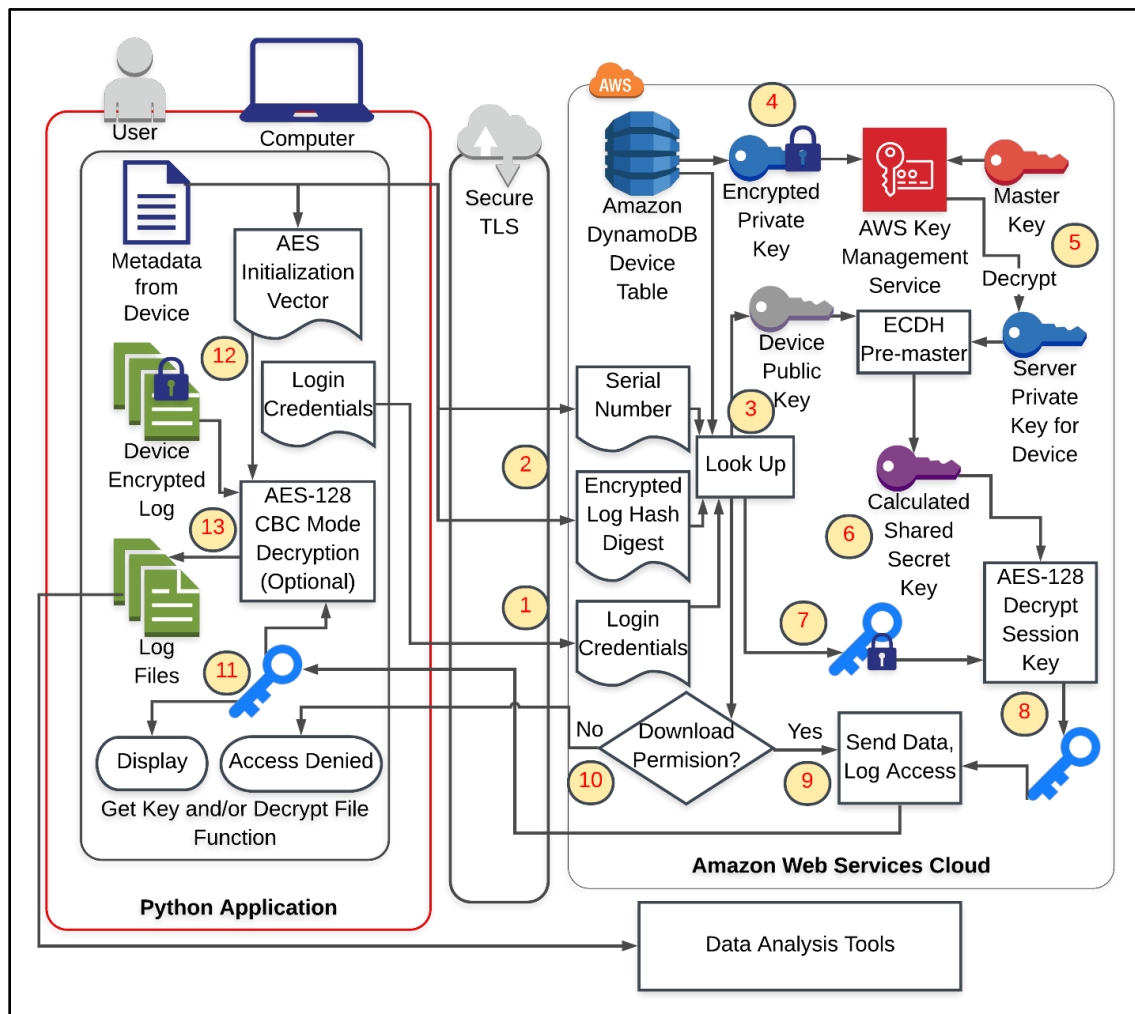 User
Computer
Metadata
from
Device
AES
Initialization
Vector
12
Login
Credentials
Device
Encrypted
Log
AES-128
CBC Mode
Decryption
(Optional)
13
Log
Files
11
Display
Access Denied
Get Key and/or Decrypt File
Function
Python Application
Secure
TLS
2
1
AWS
Amazon
DynamoDB
Device
Table
4
Encrypted
Private
Key
AWS Key
Management
Service
Master
Key
5
Decrypt
Device
Public
Key
ECDH
Pre-master
Server
Private
Key for
Device
Serial
Number
3
Look Up
Encrypted
Log Hash
Digest
Calculated
Shared
Secret
Key
6
AES-128
Decrypt
Session
Key
Login
Credentials
7
8
No
10
Download
Permision?
Yes
9
Send Data,
Log Access
Amazon Web Services Cloud
Data Analysis Tools